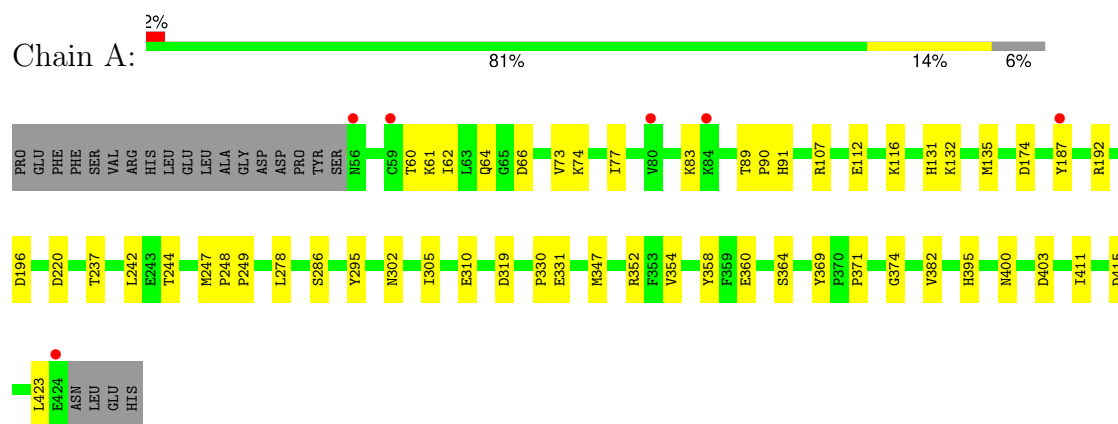 2%
Chain A:
81% 14% 6%
PRO GLU PHE PHE SER VAL ARG HIS LEU GLU LEU ALA GLY ASP ASP PRO TYR SER N56 C59 T60 K61 I62 L63 Q64 G65 D66 V73 K74 I77 V80 K83 K84 T89 P90 H91 R107 E112 K116 H131 K132 M135 D174 Y187 R192
D196 D220 T237 L242 E243 T244 M247 P248 P249 L278 S286 Y295 N302 I305 E310 D319 P330 E331 M347 R352 F353 V354 Y358 F359 E360 S364 Y369 P370 P371 G374 V382 H395 N400 D403 I411 D415
L423 E424 ASN LEU GLU HIS